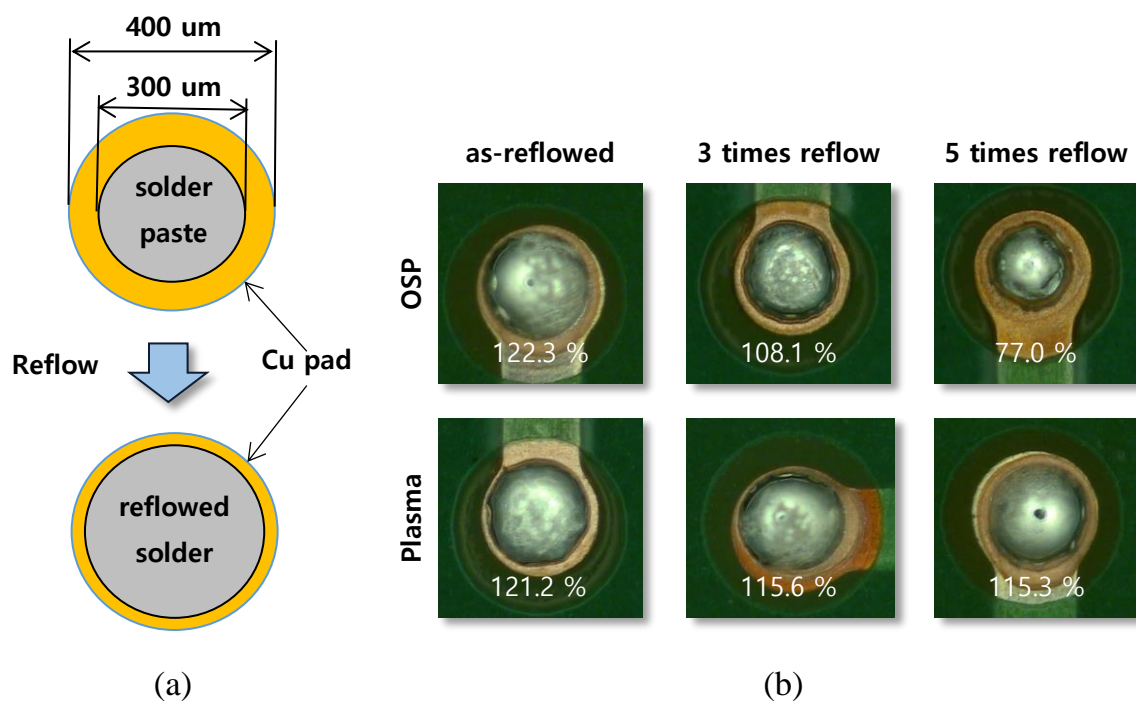 400 um
300 um
solder
paste
Reflow
Cu pad
reflowed
solder
(a)
as-reflowed
3 times reflow
5 times reflow
OSP
122.3 %
108.1 %
77.0 %
Plasma
121.2 %
115.6 %
115.3 %
(b)